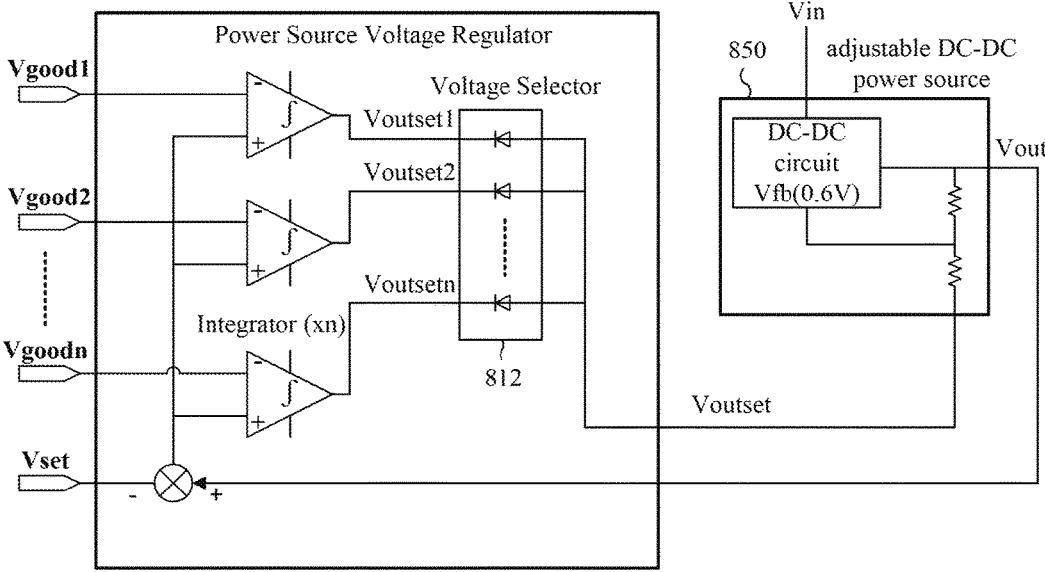 Vin
Power Source Voltage Regulator
850
adjustable DC-DC
power source
Vgood1
-
∫
+
Voltage Selector
Voutset1
DC-DC
circuit
Vfb(0.6V)
Vout
Vgood2
-
∫
+
Voutset2
Voutsetn
Integrator (xn)
Vgoodn
-
∫
+
812
Voutset
Vset
-
+